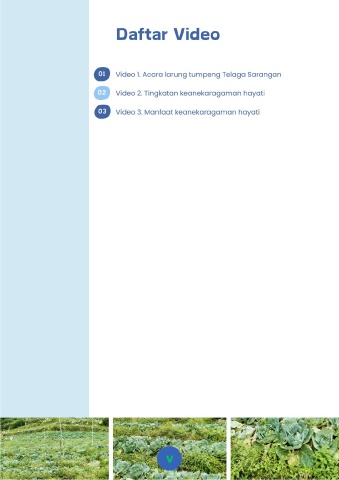 Daftar Video
01 Video 1. Acara larung tumpeng Telaga Sarangan
02 Video 2. Tingkatan keanekaragaman hayati
03 Video 3. Manfaat keanekaragaman hayati
v